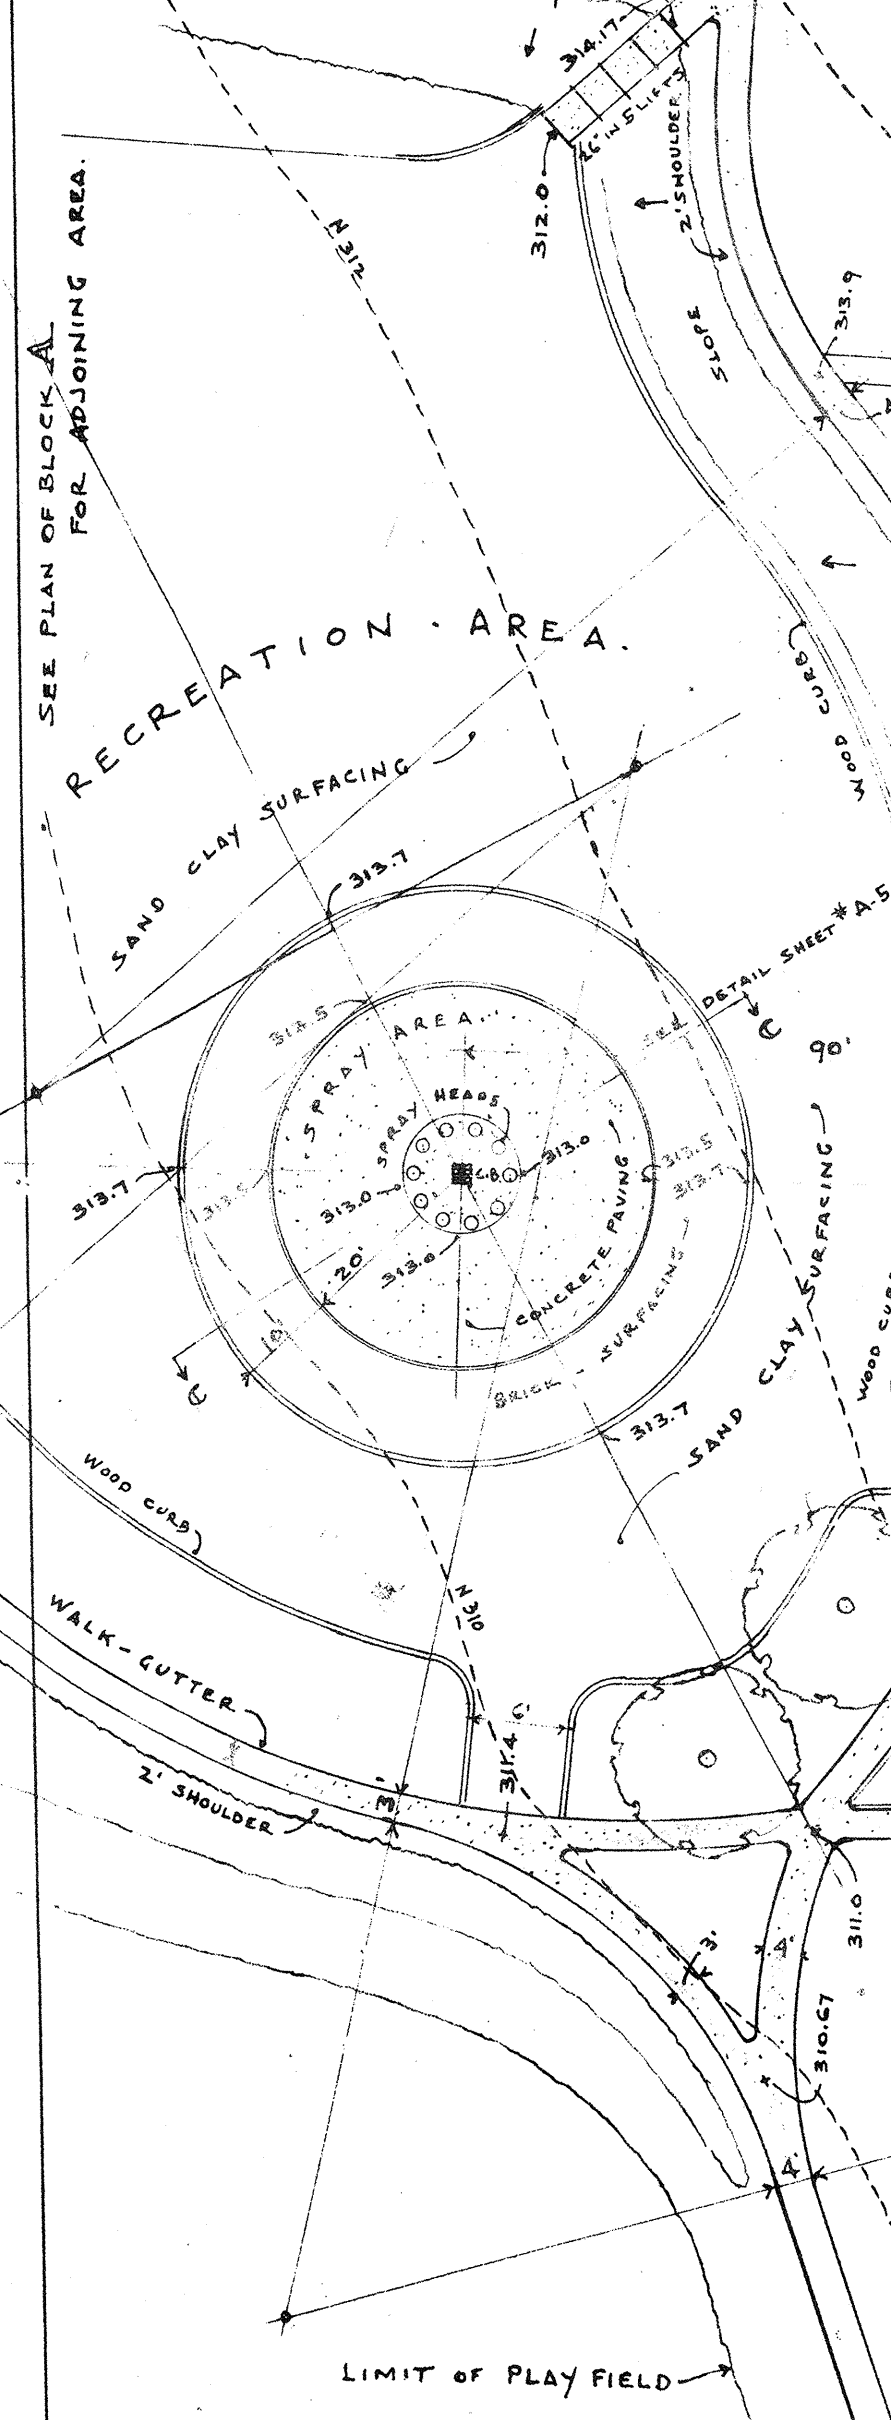 314.17
26" IN 5 LIFTS
2' SHOULDER
312.0
N 312
SLOPE
313.9
SEE PLAN OF BLOCK A
FOR ADJOINING AREA.
RECREATION · AREA.
SAND CLAY SURFACING
WOOD CURB
313.7
SEE DETAIL SHEET # A-5
C
90'
313.5
SPRAY AREA.
SPRAY HEADS
C.B.
313.0
313.0
313.0
313.5
313.7
313.7
313.5
20'
10'
C
CONCRETE PAVING
BRICK - SURFACING
313.7
SAND CLAY SURFACING
WOOD CURB
WOOD CURB
N 310
WALK-GUTTER
2' SHOULDER
3'
311.4
6'
3'
4'
311.0
310.67
4'
LIMIT OF PLAY FIELD